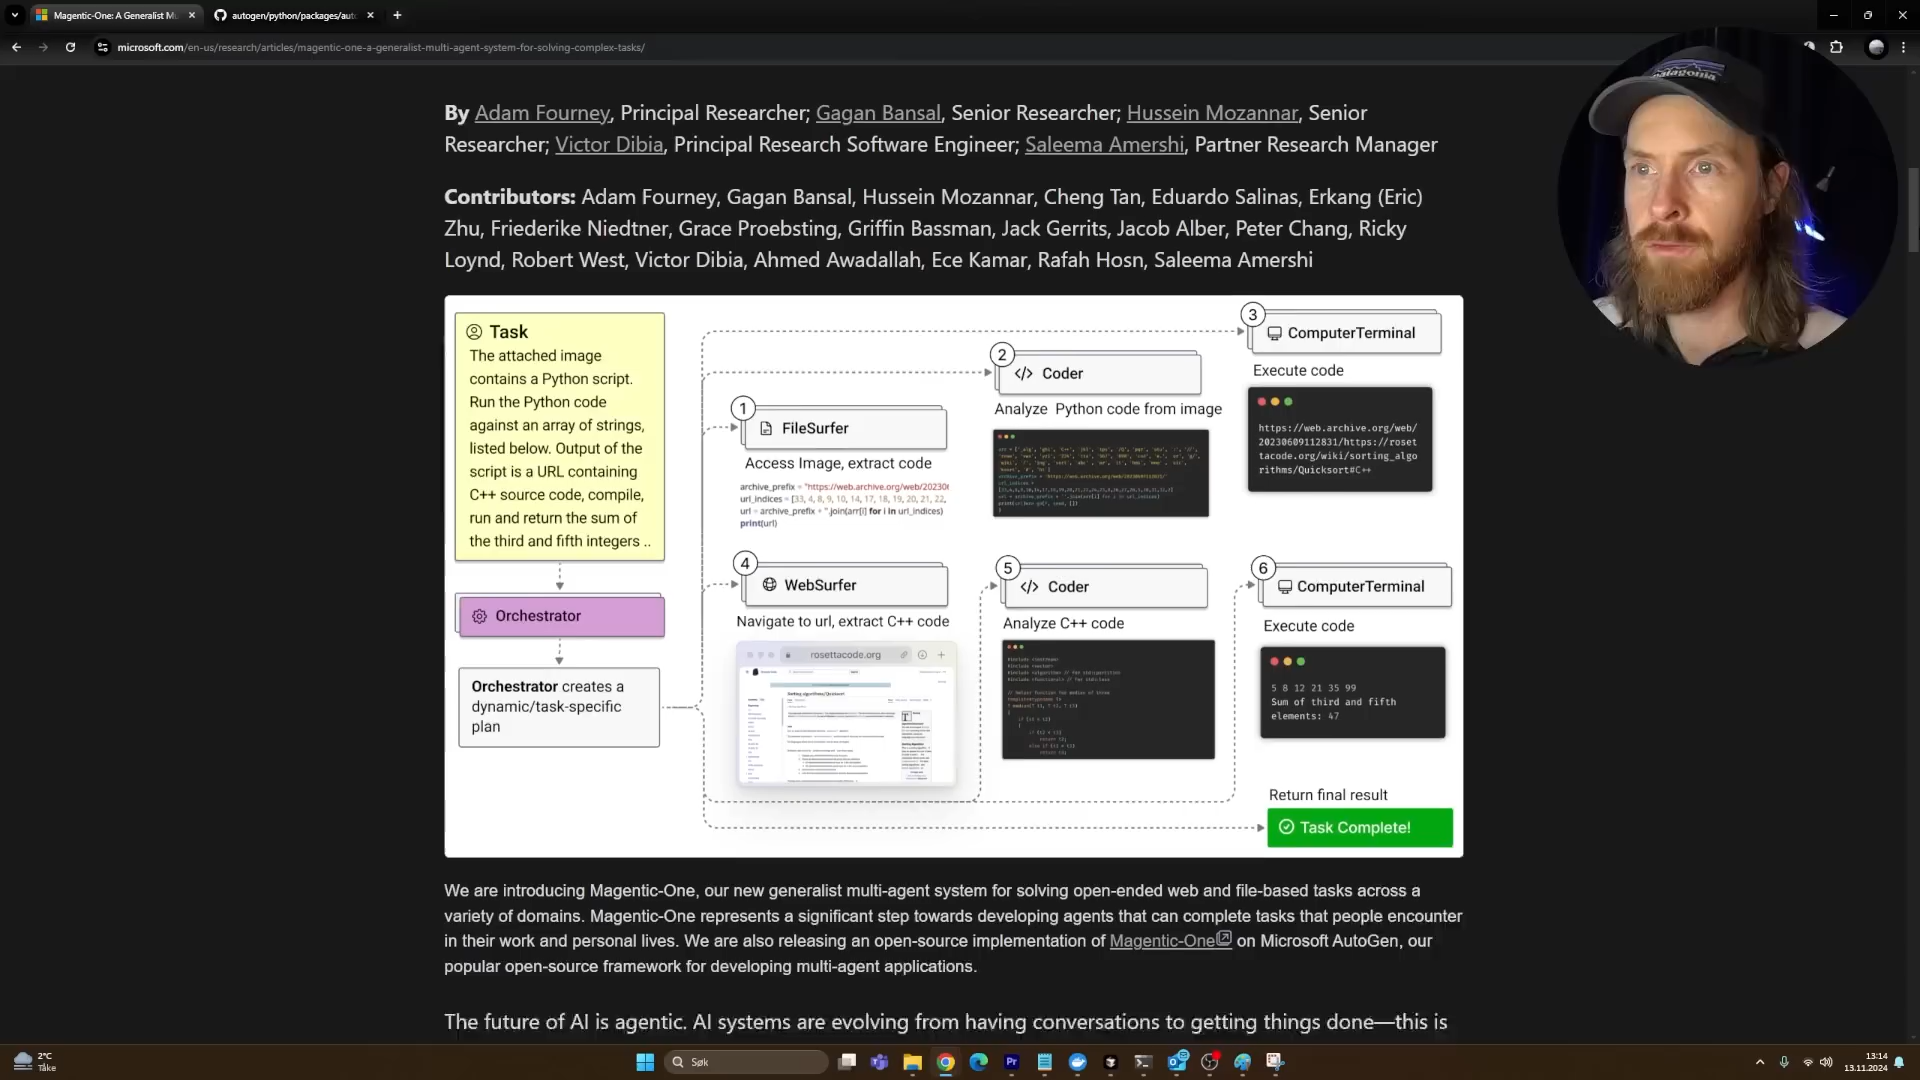 Magentic-One: A Generalist Mu
autogen/python/packages/auto
microsoft.com/en-us/research/articles/magentic-one-a-generalist-multi-agent-system-for-solving-complex-tasks/
patagonia
By Adam Fourney, Principal Researcher; Gagan Bansal, Senior Researcher; Hussein Mozannar, Senior
Researcher; Victor Dibia, Principal Research Software Engineer; Saleema Amershi, Partner Research Manager
Contributors: Adam Fourney, Gagan Bansal, Hussein Mozannar, Cheng Tan, Eduardo Salinas, Erkang (Eric)
Zhu, Friederike Niedtner, Grace Proebsting, Griffin Bassman, Jack Gerrits, Jacob Alber, Peter Chang, Ricky
Loynd, Robert West, Victor Dibia, Ahmed Awadallah, Ece Kamar, Rafah Hosn, Saleema Amershi
Task
The attached image
contains a Python script.
Run the Python code
against an array of strings,
listed below. Output of the
script is a URL containing
C++ source code, compile,
run and return the sum of
the third and fifth integers ..
Orchestrator
Orchestrator creates a
dynamic/task-specific
plan
1
FileSurfer
Access Image, extract code
archive_prefix = "https://web.archive.org/web/20230
url_indices = [33, 4, 8, 9, 10, 14, 17, 18, 19, 20, 21, 22,
url = archive_prefix + ".join(arr[i] for i in url_indices)
print(url)
2
</> Coder
Analyze Python code from image
3
ComputerTerminal
Execute code
https://web.archive.org/web/
20230609112831/https://roset
tacode.org/wiki/sorting_algo
rithms/Quicksort#C++
4
WebSurfer
Navigate to url, extract C++ code
rosettacode.org
5
</> Coder
Analyze C++ code
6
ComputerTerminal
Execute code
5 8 12 21 35 99
Sum of third and fifth
elements: 47
Return final result
Task Complete!
We are introducing Magentic-One, our new generalist multi-agent system for solving open-ended web and file-based tasks across a
variety of domains. Magentic-One represents a significant step towards developing agents that can complete tasks that people encounter
in their work and personal lives. We are also releasing an open-source implementation of Magentic-One on Microsoft AutoGen, our
popular open-source framework for developing multi-agent applications.
The future of AI is agentic. AI systems are evolving from having conversations to getting things done—this is
2°C
Tåke
Søk
13:14
13.11.2024